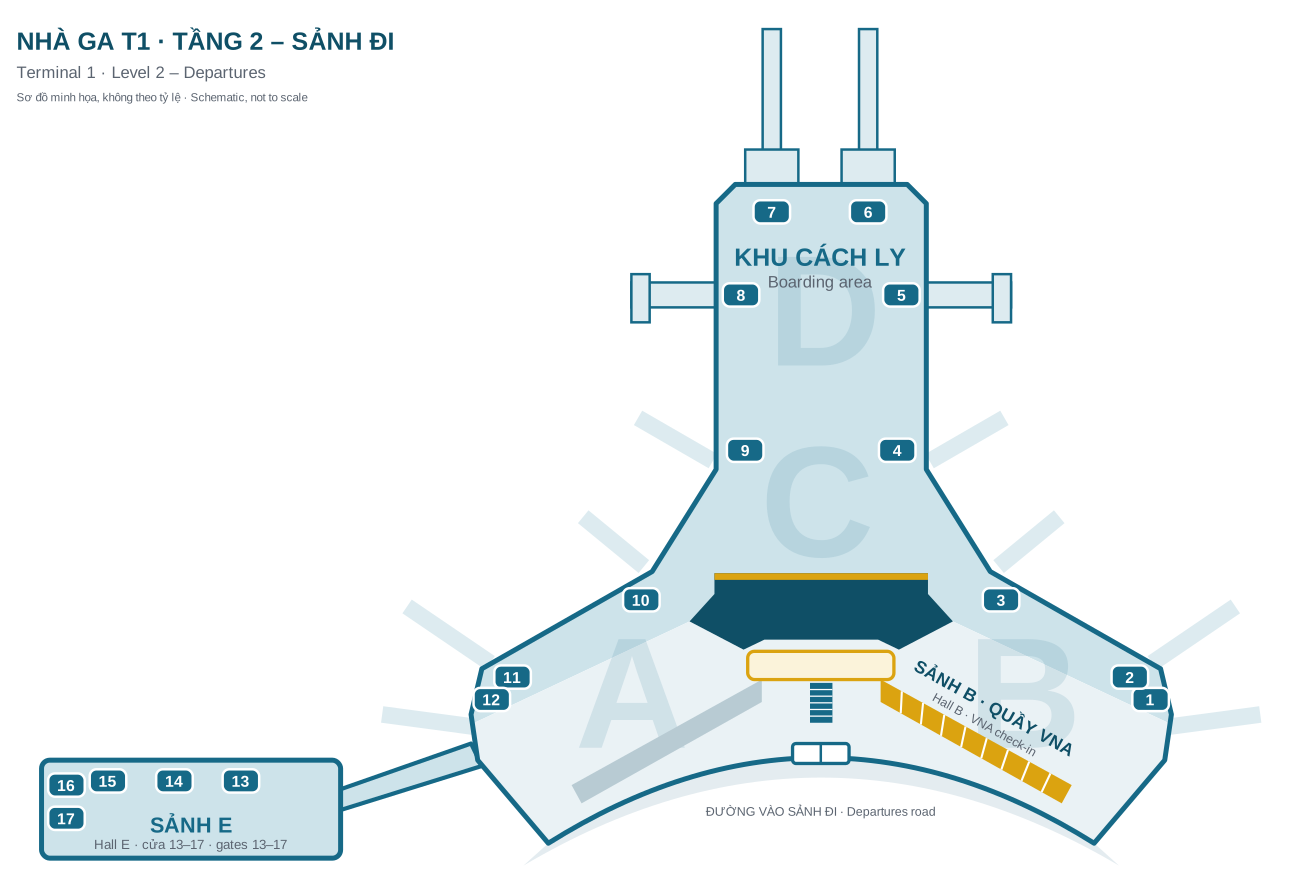 NHÀ GA T1 · TẦNG 2 – SẢNH ĐI
Terminal 1 · Level 2 – Departures
Sơ đồ minh họa, không theo tỷ lệ · Schematic, not to scale
7
6
KHU CÁCH LY
Boarding area
8
5
D
9
4
C
10
3
A
B
11
2
12
1
SẢNH B · QUẦY VNA
Hall B · VNA check-in
16
15
14
13
17
SẢNH E
Hall E · cửa 13–17 · gates 13–17
ĐƯỜNG VÀO SẢNH ĐI · Departures road